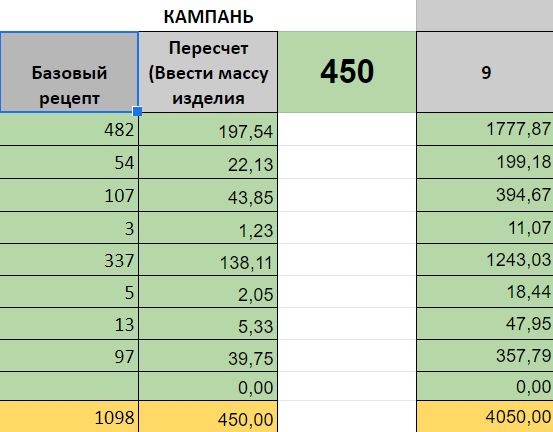 КАМПАНЬ
Базовый рецепт Пересчет (Ввести массу изделия 450 9
482 197,54 1777,87
54 22,13 199,18
107 43,85 394,67
3 1,23 11,07
337 138,11 1243,03
5 2,05 18,44
13 5,33 47,95
97 39,75 357,79
0,00 0,00
1098 450,00 4050,00